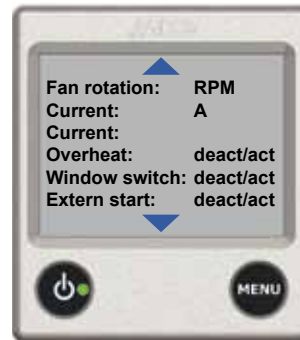 Fan rotation: RPM
Current: A
Current:
Overheat: deact/act
Window switch: deact/act
Extern start: deact/act
MENU